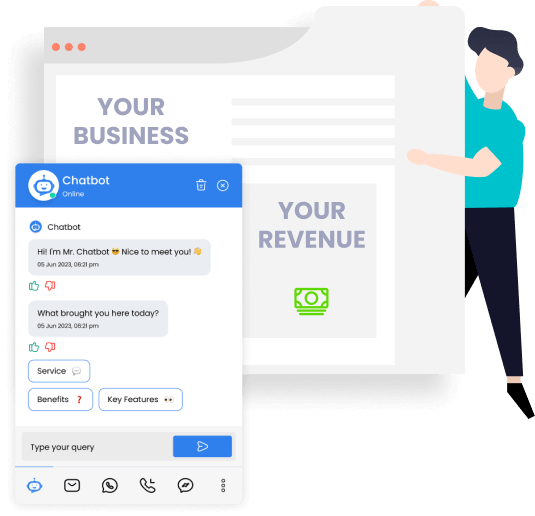 YOUR
BUSINESS
YOUR
REVENUE
Chatbot
Online
Chatbot
Hi! I'm Mr. Chatbot 😎 Nice to meet you! 👋
05 Jun 2023, 06:21 pm
What brought you here today?
05 Jun 2023, 06:21 pm
Service 💬
Benefits ❓
Key Features 👀
Type your query